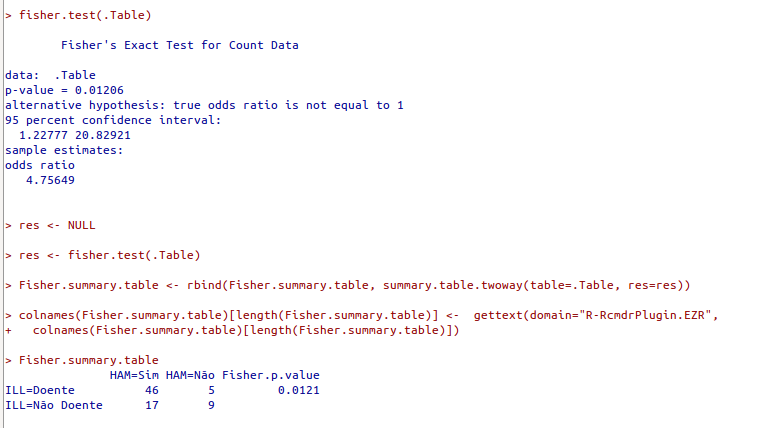 > fisher.test(.Table)
Fisher's Exact Test for Count Data
data:  .Table
p-value = 0.01206
alternative hypothesis: true odds ratio is not equal to 1
95 percent confidence interval:
  1.22777 20.82921
sample estimates:
odds ratio
   4.75649
> res <- NULL
> res <- fisher.test(.Table)
> Fisher.summary.table <- rbind(Fisher.summary.table, summary.table.twoway(table=.Table, res=res))
> colnames(Fisher.summary.table)[length(Fisher.summary.table)] <-  gettext(domain="R-RcmdrPlugin.EZR",
+   colnames(Fisher.summary.table)[length(Fisher.summary.table)])
> Fisher.summary.table
               HAM=Sim HAM=Não Fisher.p.value
ILL=Doente          46       5         0.0121
ILL=Não Doente      17       9